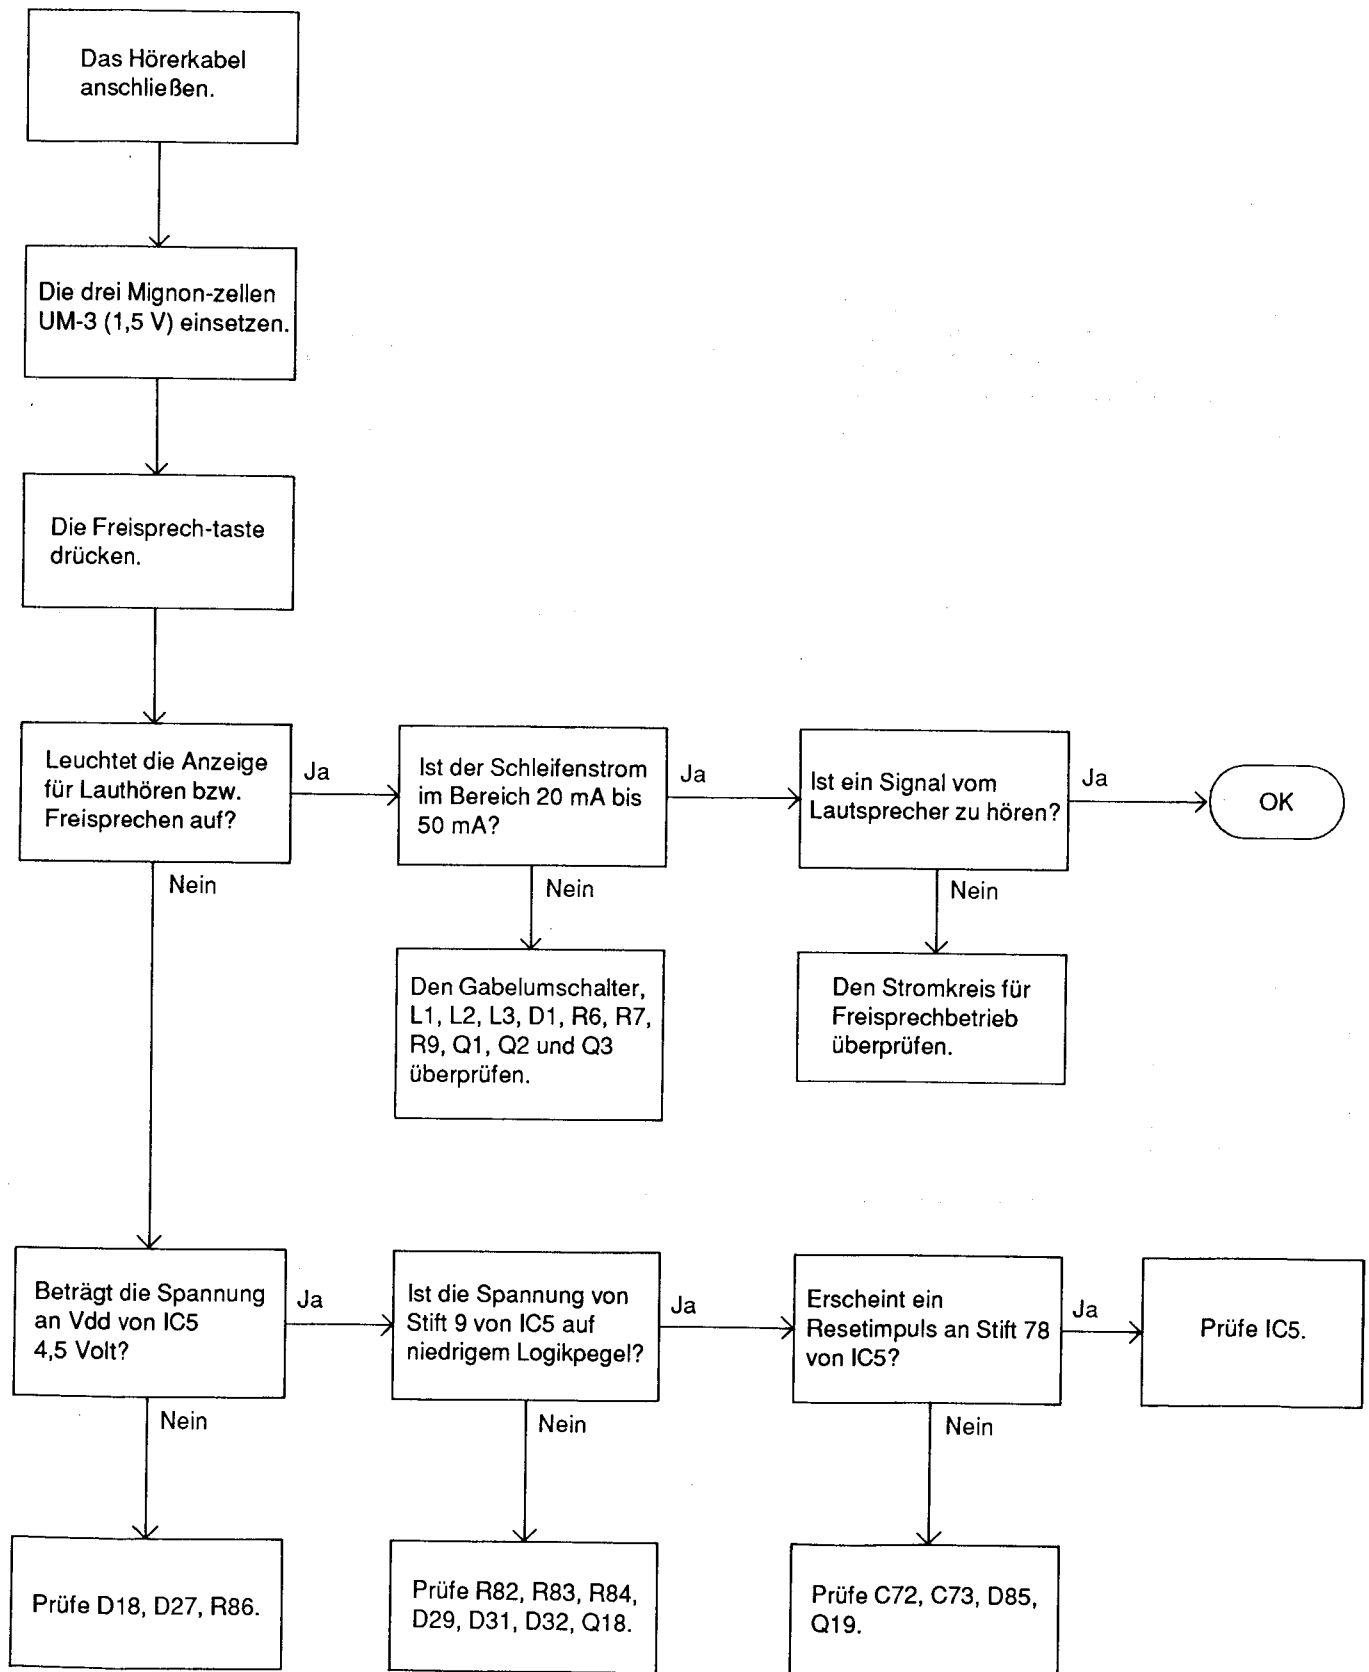 Das Hörerkabel
anschließen.
Die drei Mignon-zellen
UM-3 (1,5 V) einsetzen.
Die Freisprech-taste
drücken.
Leuchtet die Anzeige
für Lauthören bzw.
Freisprechen auf?
Ja
Ist der Schleifenstrom
im Bereich 20 mA bis
50 mA?
Ja
Ist ein Signal vom
Lautsprecher zu hören?
Ja
OK
Nein
Nein
Nein
Den Gabelumschalter,
L1, L2, L3, D1, R6, R7,
R9, Q1, Q2 und Q3
überprüfen.
Den Stromkreis für
Freisprechbetrieb
überprüfen.
Beträgt die Spannung
an Vdd von IC5
4,5 Volt?
Ja
Ist die Spannung von
Stift 9 von IC5 auf
niedrigem Logikpegel?
Ja
Erscheint ein
Resetimpuls an Stift 78
von IC5?
Ja
Prüfe IC5.
Nein
Nein
Nein
Prüfe D18, D27, R86.
Prüfe R82, R83, R84,
D29, D31, D32, Q18.
Prüfe C72, C73, D85,
Q19.